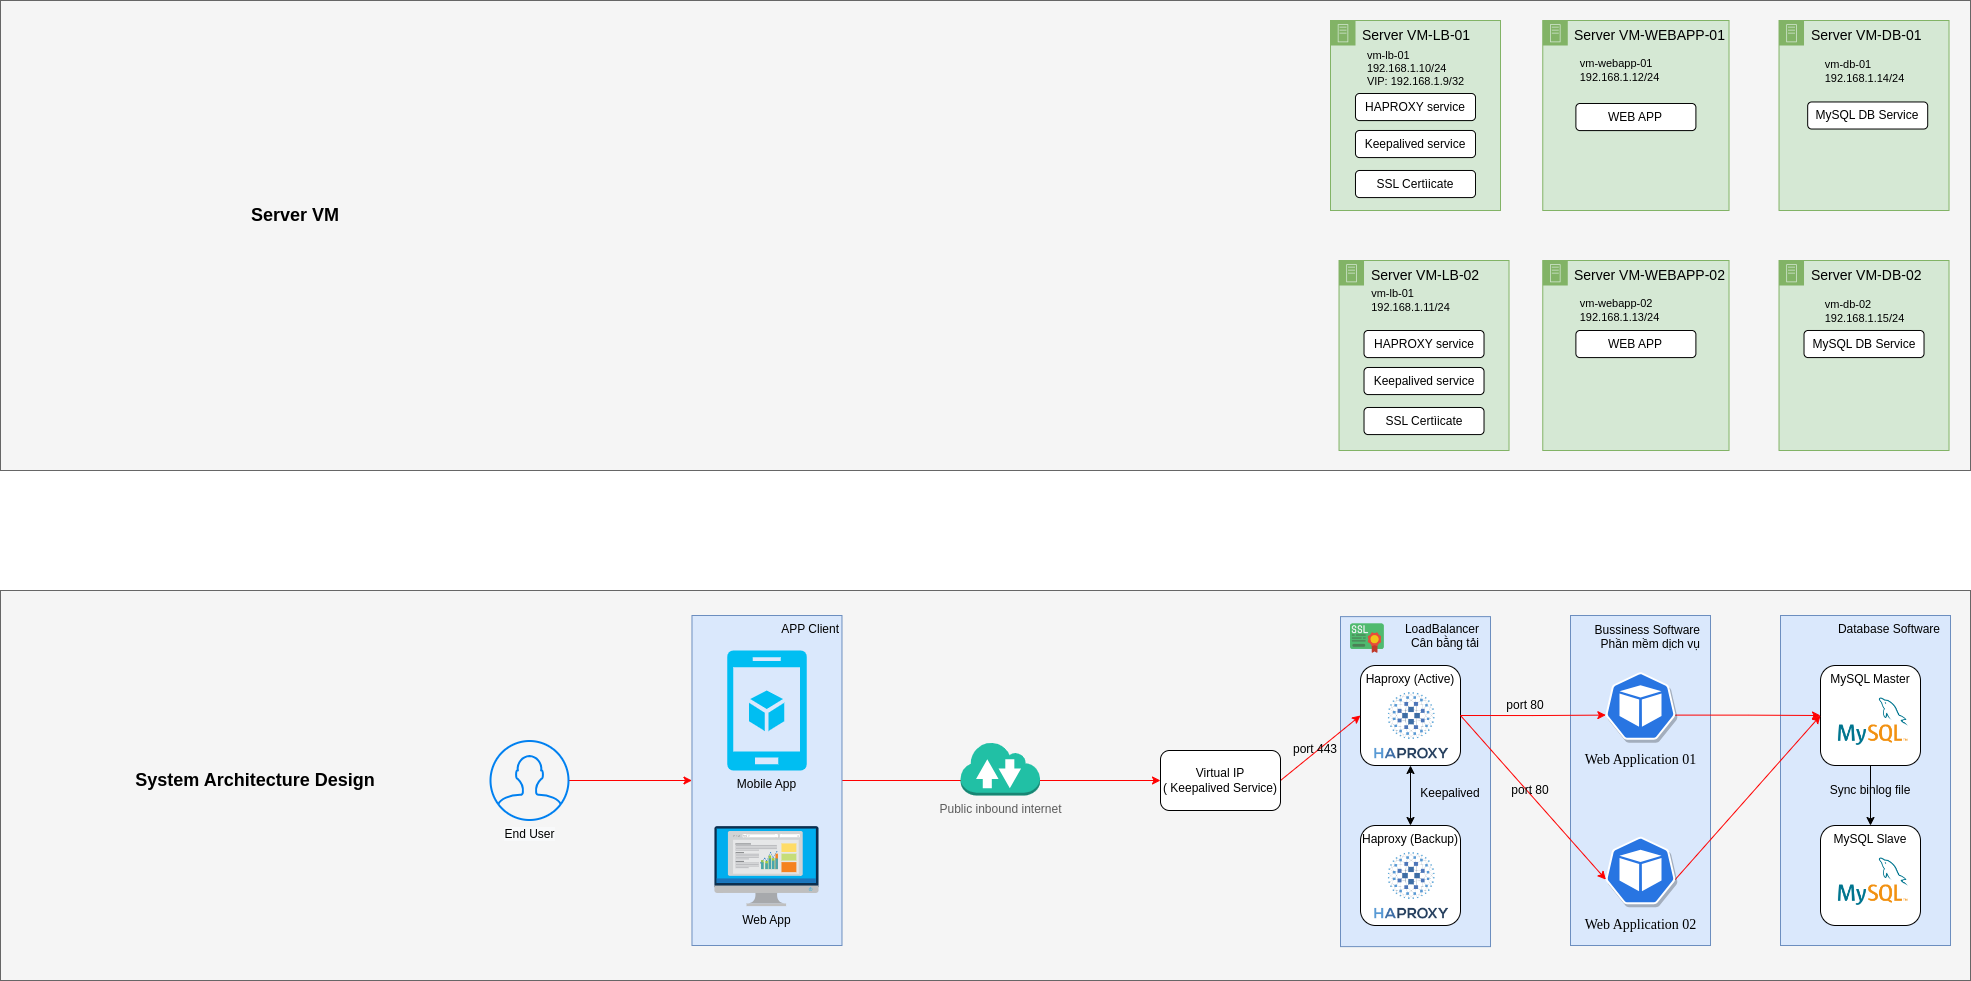 Server VM
Server VM-LB-01
vm-lb-01
192.168.1.10/24
VIP: 192.168.1.9/32
HAPROXY service
Keepalived service
SSL Certìicate
Server VM-WEBAPP-01
vm-webapp-01
192.168.1.12/24
WEB APP
Server VM-DB-01
vm-db-01
192.168.1.14/24
MySQL DB Service
Server VM-LB-02
vm-lb-01
192.168.1.11/24
HAPROXY service
Keepalived service
SSL Certìicate
Server VM-WEBAPP-02
vm-webapp-02
192.168.1.13/24
WEB APP
Server VM-DB-02
vm-db-02
192.168.1.15/24
MySQL DB Service
System Architecture Design
End User
APP Client
Mobile App
Web App
Public inbound internet
Virtual IP
( Keepalived Service)
port 443
SSL
LoadBalancer
Cân bằng tải
Haproxy (Active)
HAPROXY
Keepalived
Haproxy (Backup)
HAPROXY
port 80
port 80
Bussiness Software
Phần mềm dịch vụ
Web Application 01
Web Application 02
Database Software
MySQL Master
MySQL
Sync binlog file
MySQL Slave
MySQL